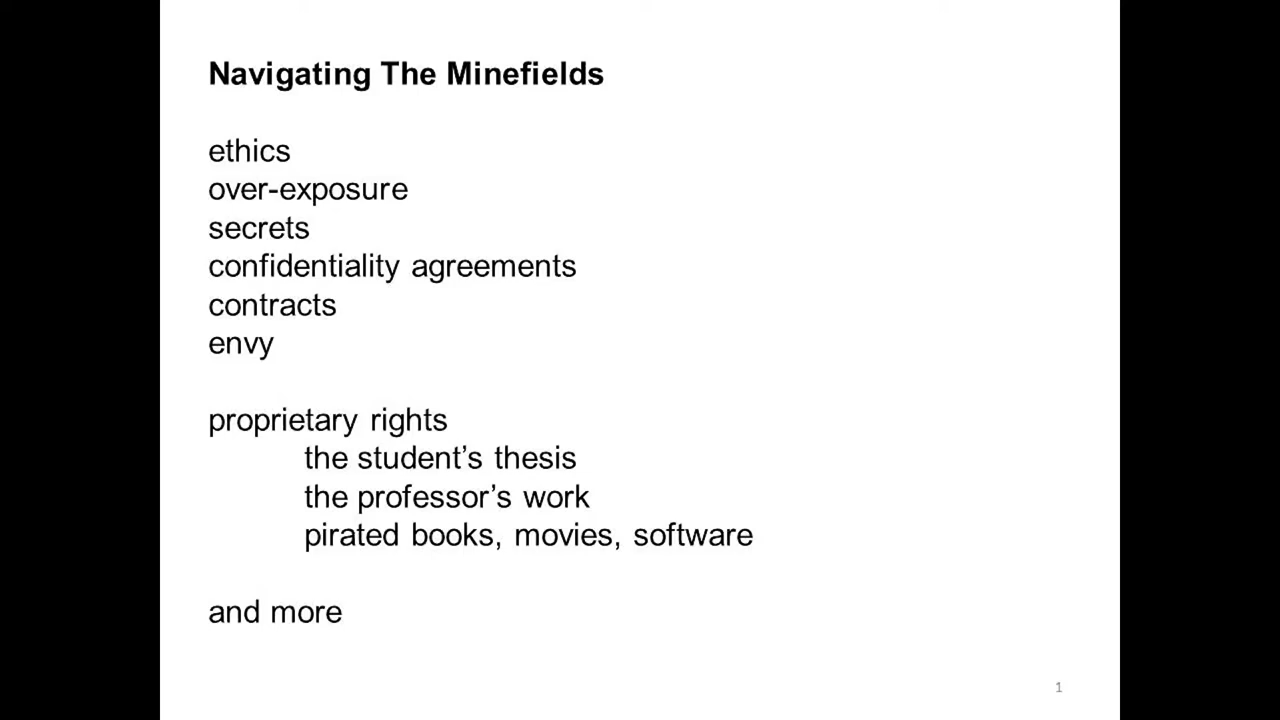 Navigating The Minefields
ethics
over-exposure
secrets
confidentiality agreements
contracts
envy
proprietary rights
the student’s thesis
the professor’s work
pirated books, movies, software
and more
1